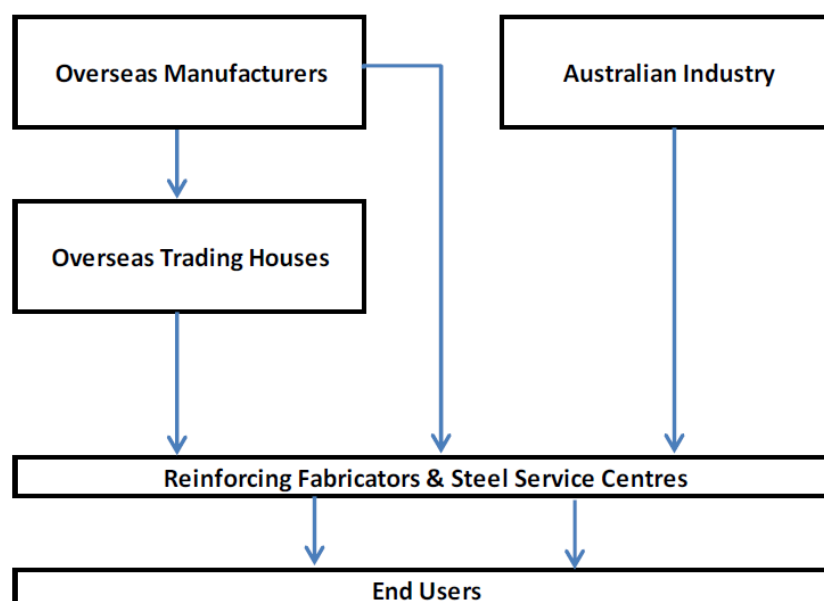 Overseas Manufacturers
Australian Industry
Overseas Trading Houses
Reinforcing Fabricators & Steel Service Centres
End Users